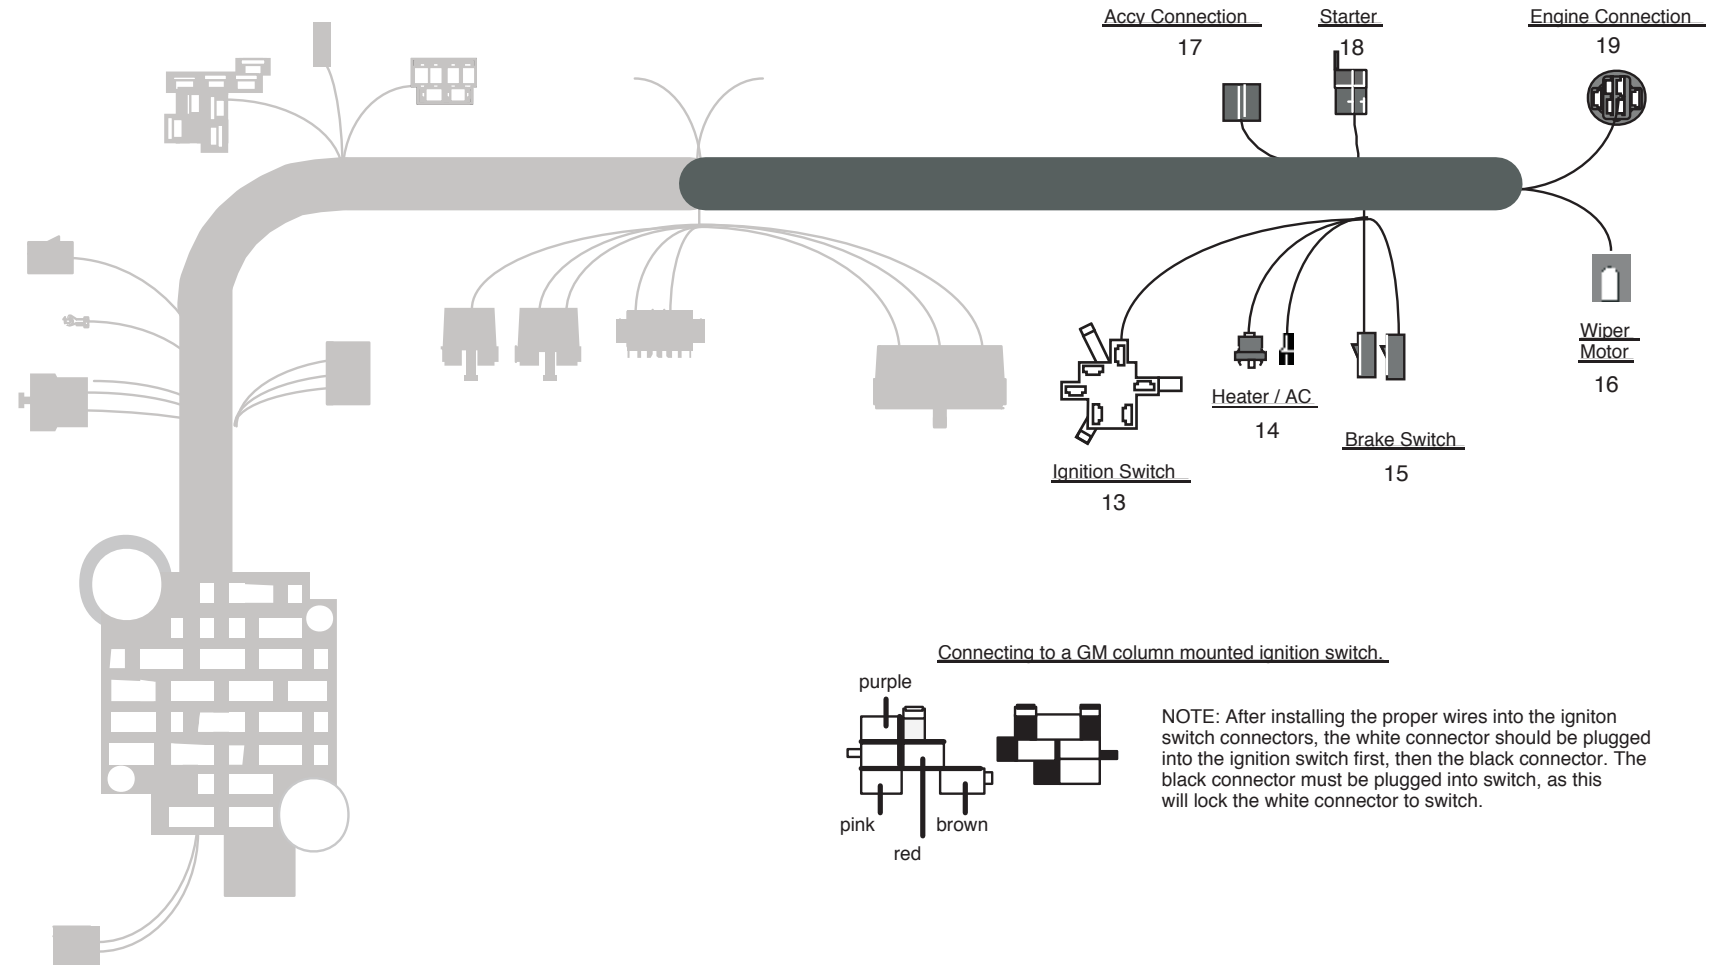 Accy Connection
17
Starter
18
Engine Connection
19
Wiper
Motor
16
Heater / AC
14
Brake Switch
15
Ignition Switch
13
Connecting to a GM column mounted ignition switch.
purple
pink
brown
red
NOTE: After installing the proper wires into the igniton
switch connectors, the white connector should be plugged
into the ignition switch first, then the black connector. The
black connector must be plugged into switch, as this
will lock the white connector to switch.